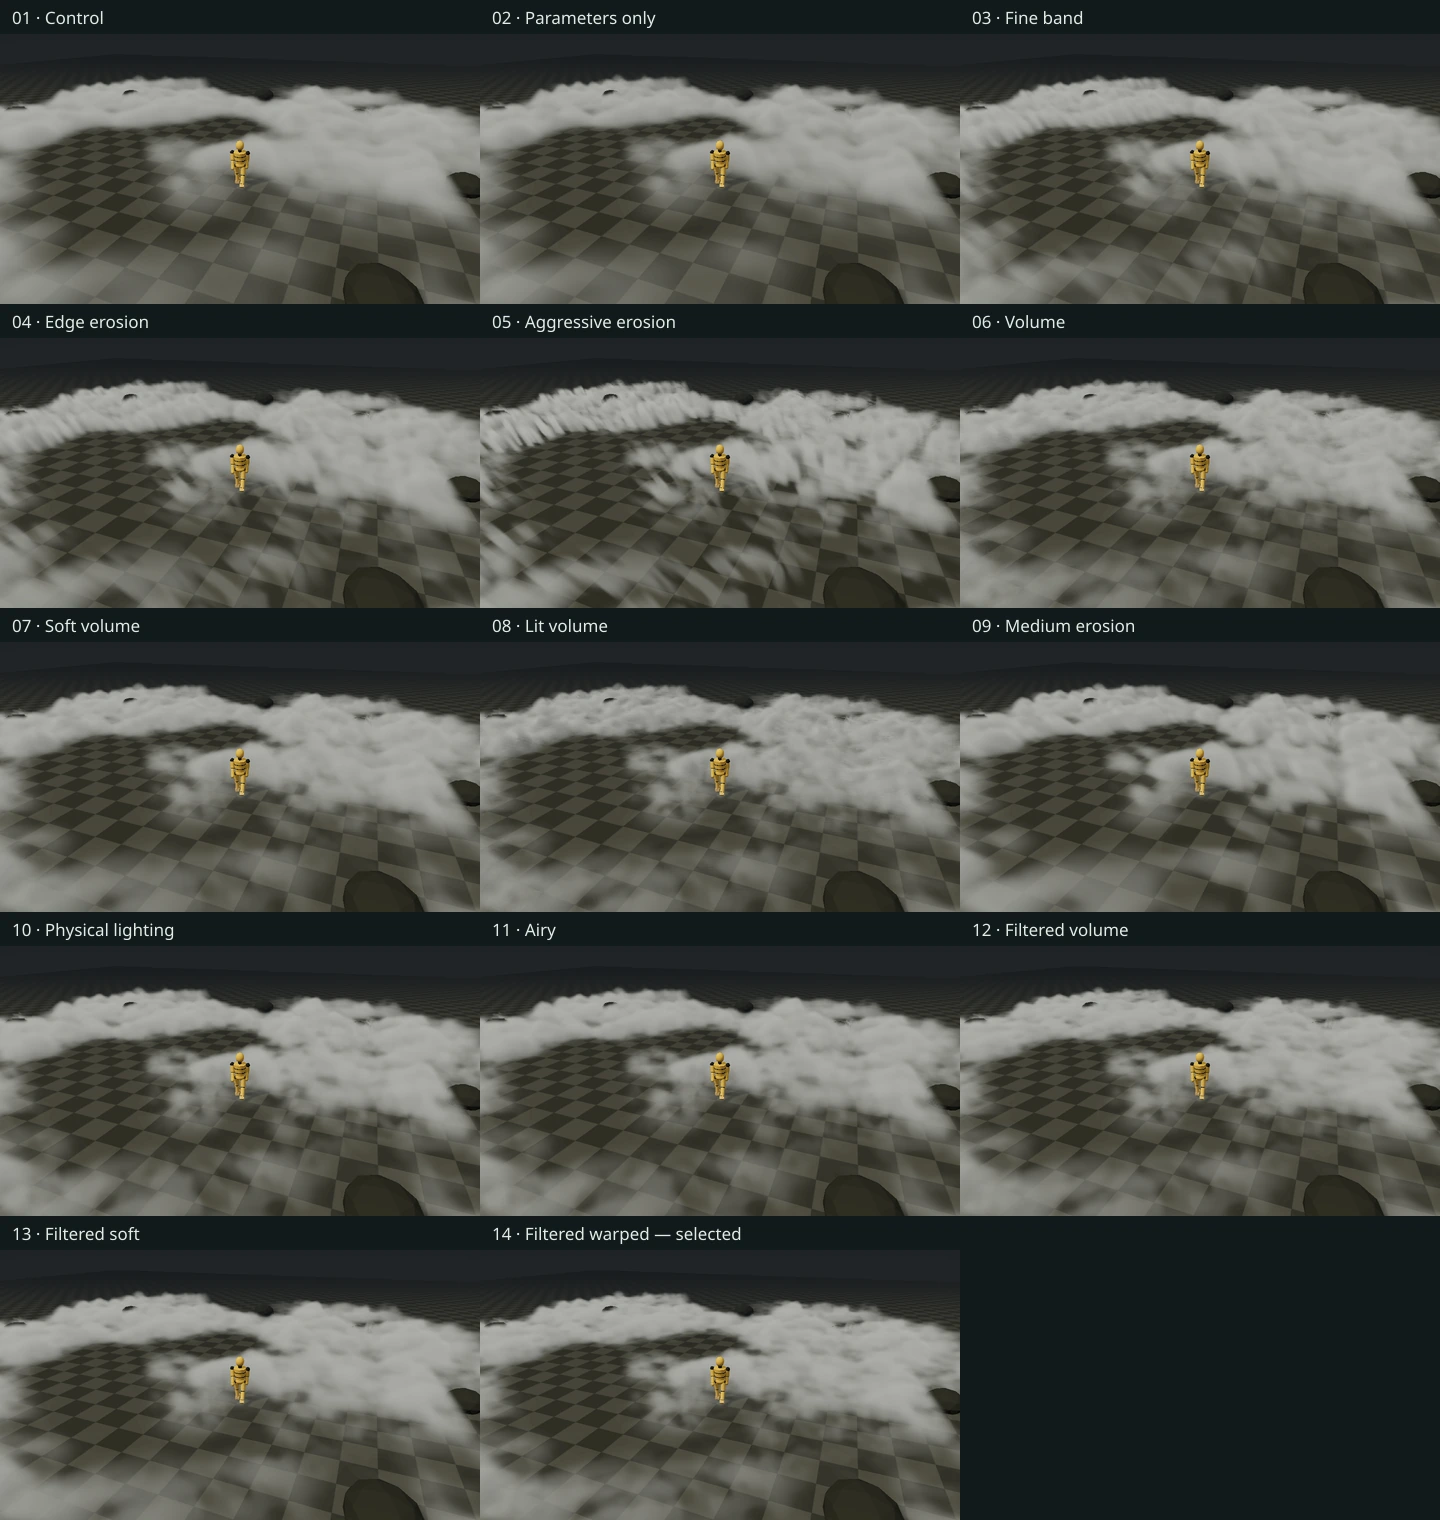 01 · Control
02 · Parameters only
03 · Fine band
04 · Edge erosion
05 · Aggressive erosion
06 · Volume
07 · Soft volume
08 · Lit volume
09 · Medium erosion
10 · Physical lighting
11 · Airy
12 · Filtered volume
13 · Filtered soft
14 · Filtered warped — selected